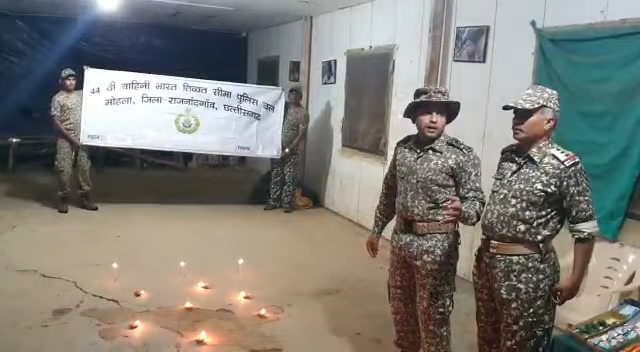 44 वी वाहिनी भारत तिब्बत सीमा पुलिस बल
मोहला, जिला-राजनांदगाँव, छत्तीसगढ़